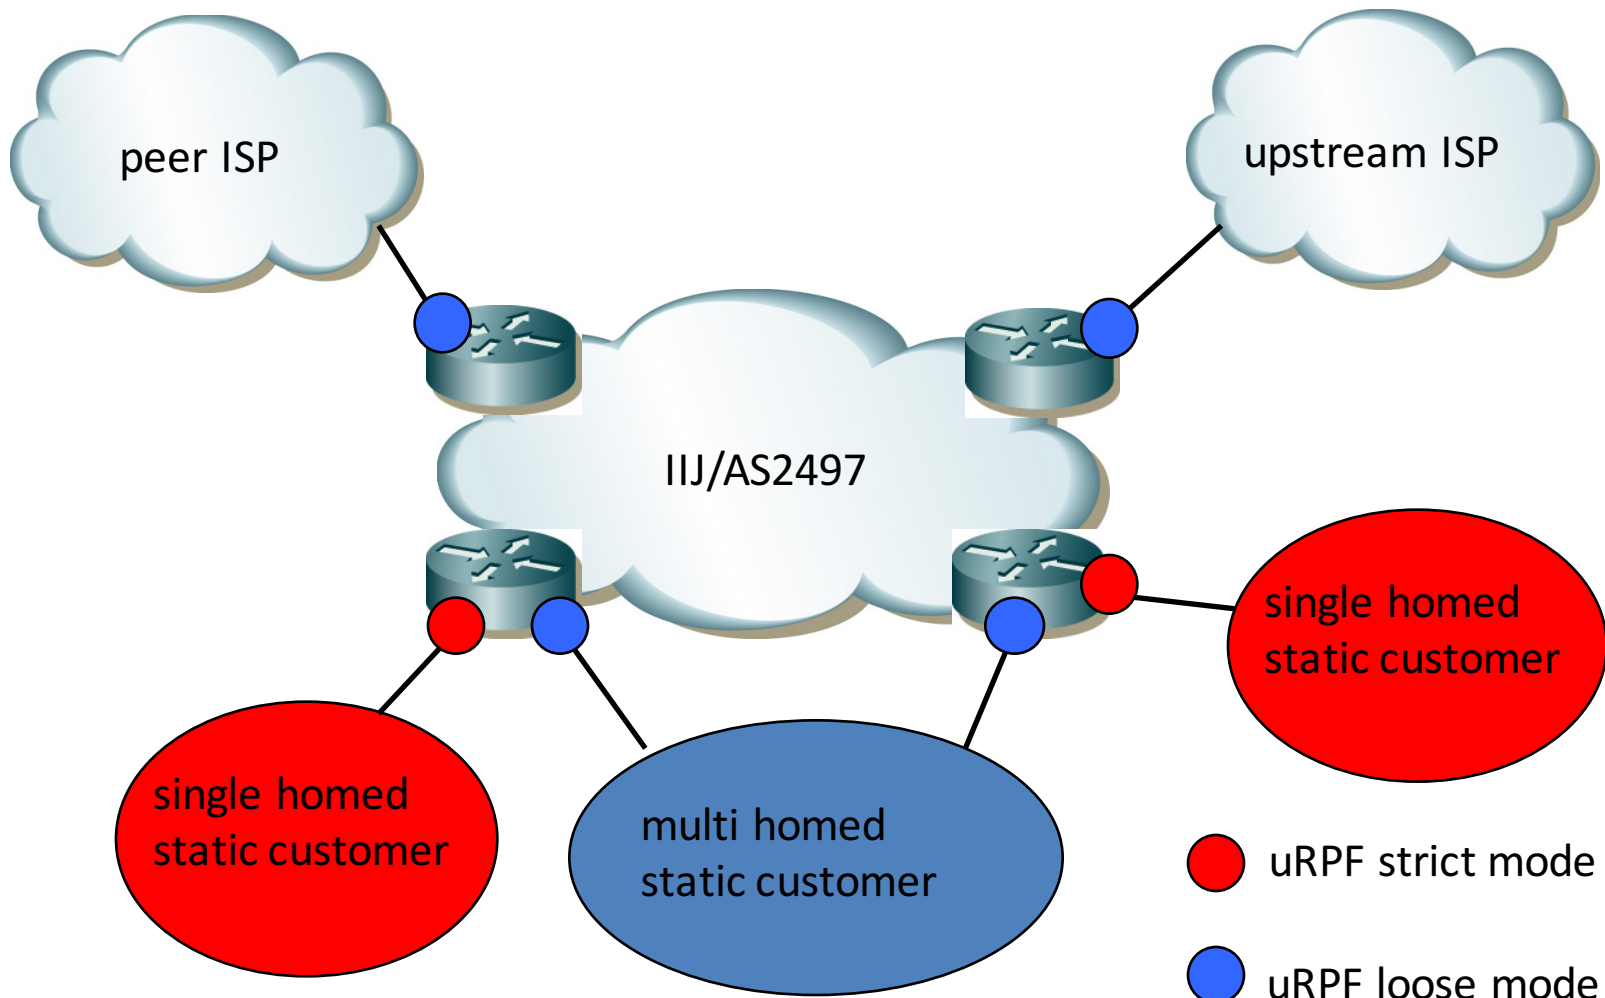 peer ISP
upstream ISP
IIJ/AS2497
single homed
static customer
single homed
static customer
multi homed
static customer
uRPF strict mode
uRPF loose mode